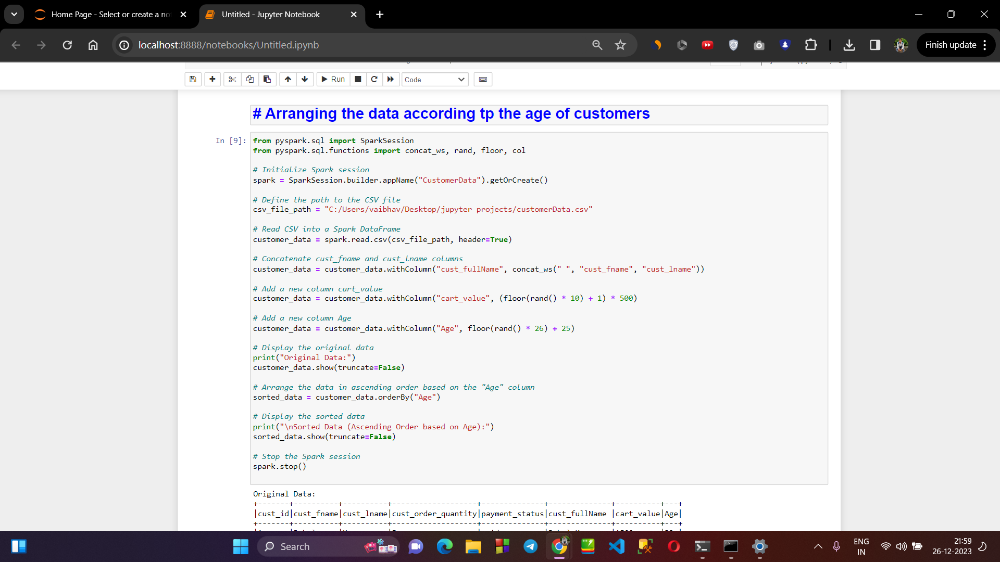 Home Page - Select or create a no
Untitled - Jupyter Notebook
localhost:8888/notebooks/Untitled.ipynb
Finish update
Run
Code
# Arranging the data according tp the age of customers
In [9]:
from pyspark.sql import SparkSession
from pyspark.sql.functions import concat_ws, rand, floor, col
# Initialize Spark session
spark = SparkSession.builder.appName("CustomerData").getOrCreate()
# Define the path to the CSV file
csv_file_path = "C:/Users/vaibhav/Desktop/jupyter projects/customerData.csv"
# Read CSV into a Spark DataFrame
customer_data = spark.read.csv(csv_file_path, header=True)
# Concatenate cust_fname and cust_lname columns
customer_data = customer_data.withColumn("cust_fullName", concat_ws(" ", "cust_fname", "cust_lname"))
# Add a new column cart_value
customer_data = customer_data.withColumn("cart_value", (floor(rand() * 10) + 1) * 500)
# Add a new column Age
customer_data = customer_data.withColumn("Age", floor(rand() * 26) + 25)
# Display the original data
print("Original Data:")
customer_data.show(truncate=False)
# Arrange the data in ascending order based on the "Age" column
sorted_data = customer_data.orderBy("Age")
# Display the sorted data
print("\nSorted Data (Ascending Order based on Age):")
sorted_data.show(truncate=False)
# Stop the Spark session
spark.stop()
Original Data:
+-------+----------+----------+-------------------+--------------+--------------+----------+---+
|cust_id|cust_fname|cust_lname|cust_order_quantity|payment_status|cust_fullName |cart_value|Age|
+-------+----------+----------+-------------------+--------------+--------------+----------+---+
Search
ENG
IN
21:59
26-12-2023